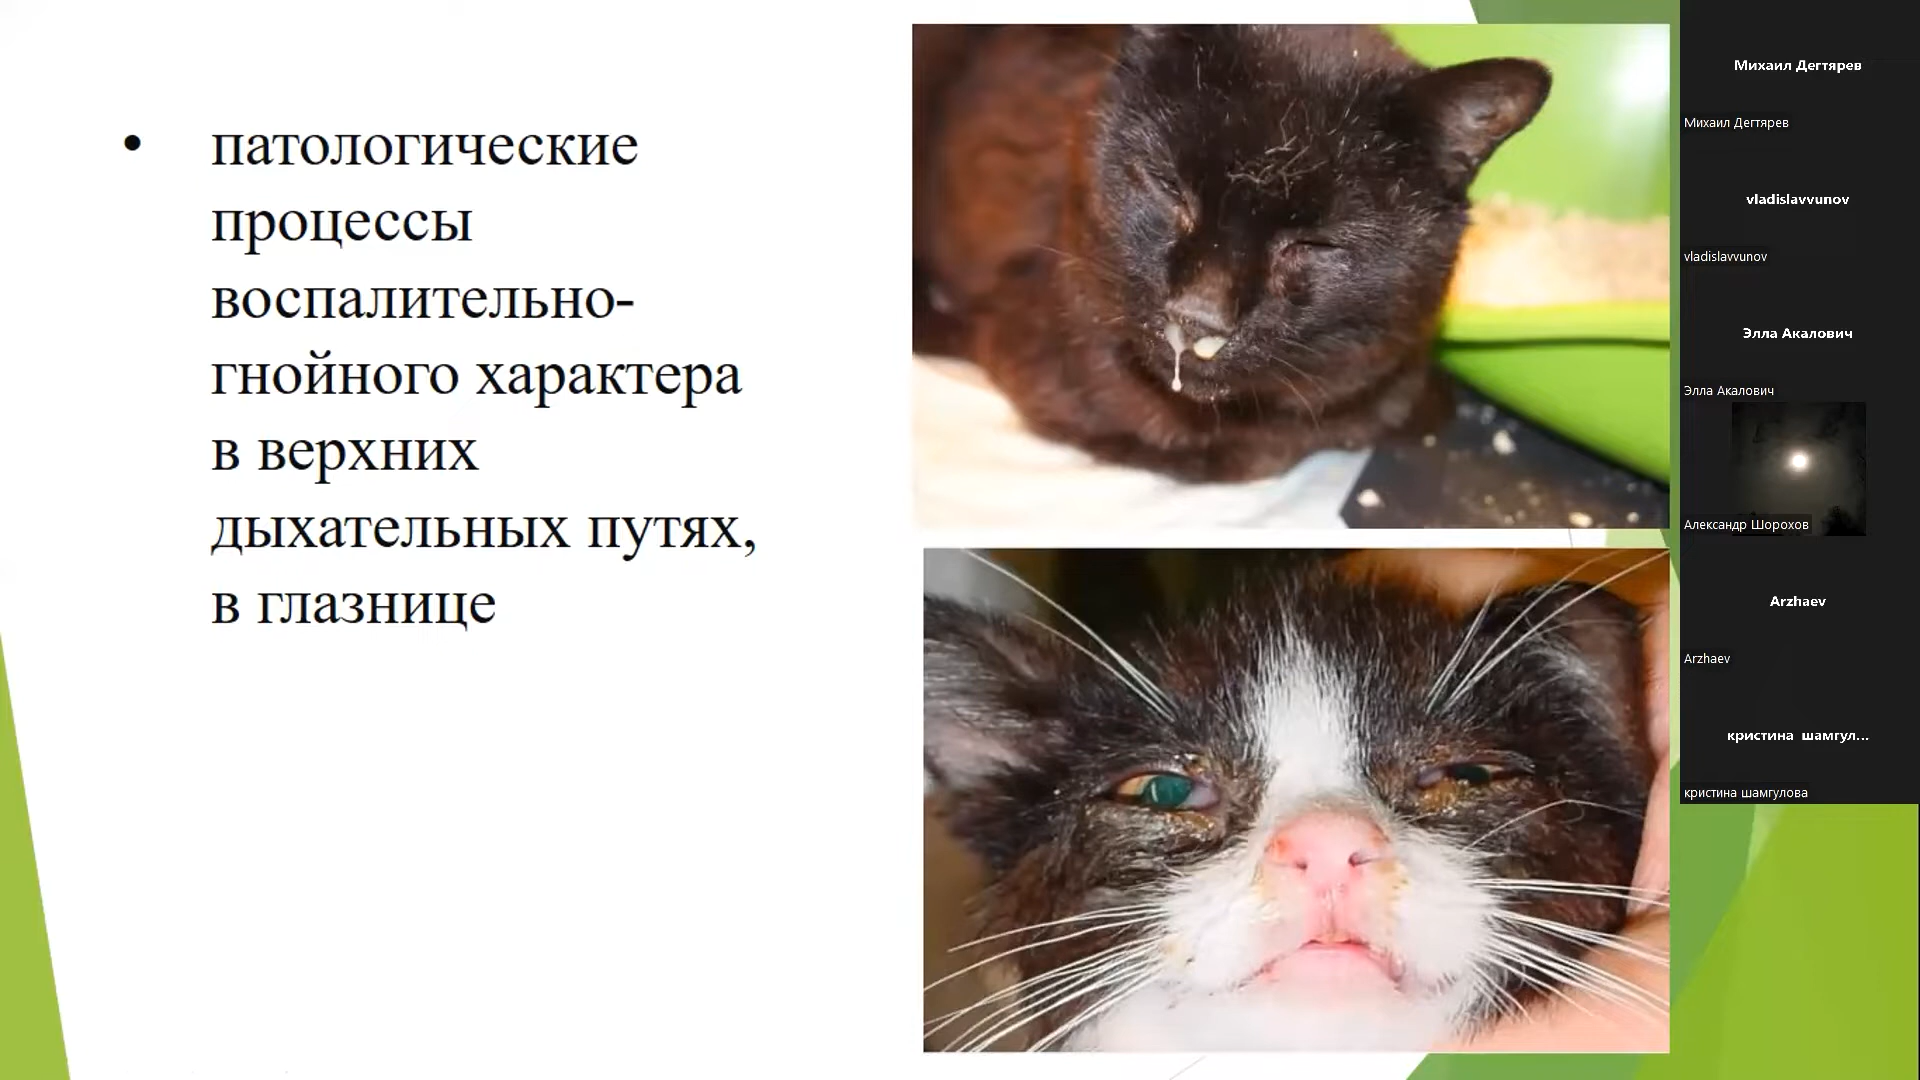 • патологические
процессы
воспалительно-
гнойного характера
в верхних
дыхательных путях,
в глазнице
Михаил Дегтярев
Михаил Дегтярев
vladislavvunov
vladislavvunov
Элла Акалович
Элла Акалович
Александр Шорохов
Arzhaev
Arzhaev
кристина шамгул...
кристина шамгулова